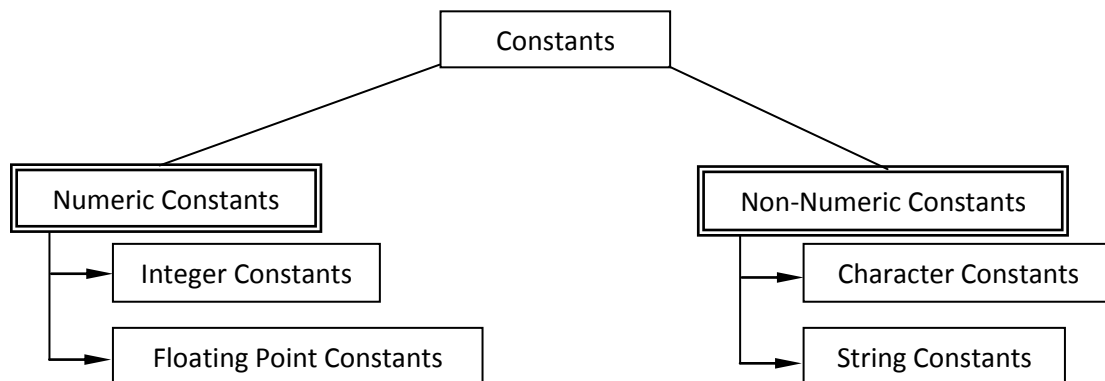 Constants
Numeric Constants
Integer Constants
Floating Point Constants
Non-Numeric Constants
Character Constants
String Constants